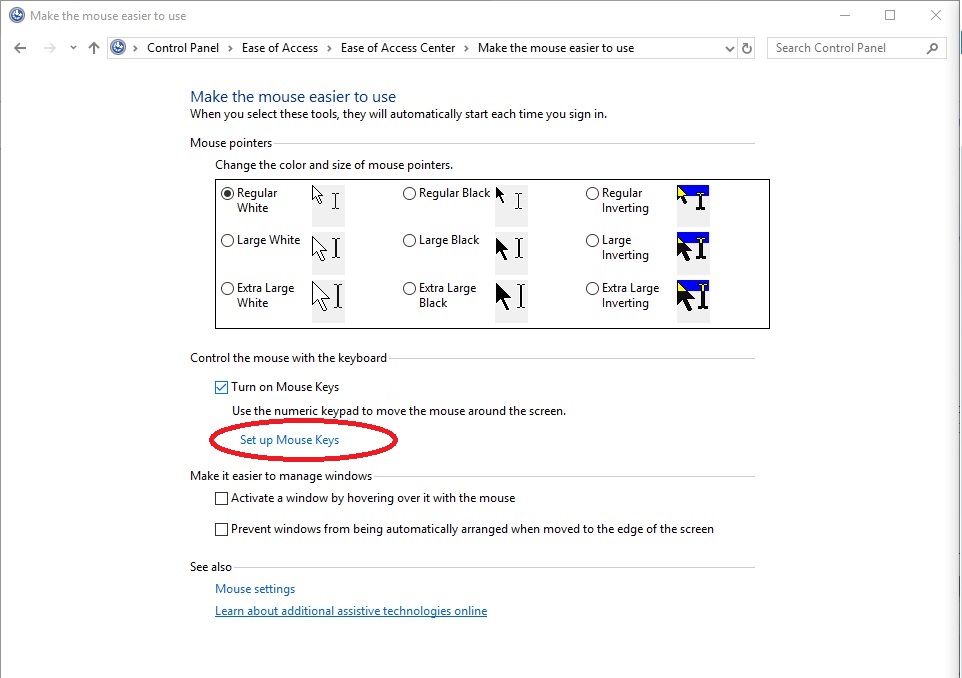 Make the mouse easier to use
Control Panel > Ease of Access > Ease of Access Center > Make the mouse easier to use
Search Control Panel
Make the mouse easier to use
When you select these tools, they will automatically start each time you sign in.
Mouse pointers
Change the color and size of mouse pointers.
Regular White
Regular Black
Regular Inverting
Large White
Large Black
Large Inverting
Extra Large White
Extra Large Black
Extra Large Inverting
Control the mouse with the keyboard
Turn on Mouse Keys
Use the numeric keypad to move the mouse around the screen.
Set up Mouse Keys
Make it easier to manage windows
Activate a window by hovering over it with the mouse
Prevent windows from being automatically arranged when moved to the edge of the screen
See also
Mouse settings
Learn about additional assistive technologies online